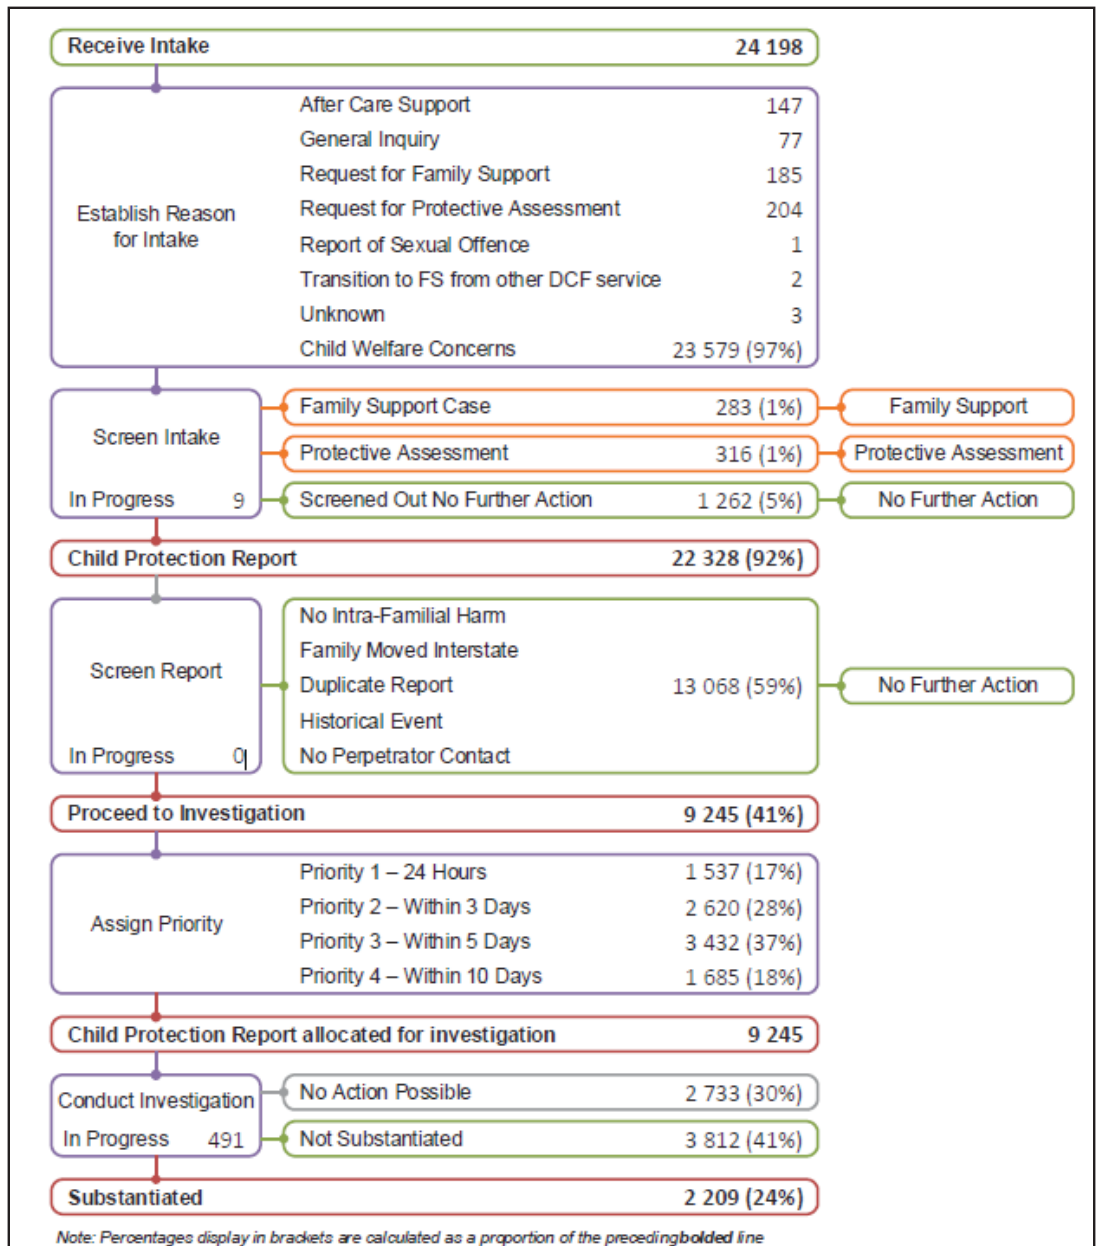 Receive Intake 24 198
After Care Support 147
General Inquiry 77
Request for Family Support 185
Establish Reason for Intake
Request for Protective Assessment 204
Report of Sexual Offence 1
Transition to FS from other DCF service 2
Unknown 3
Child Welfare Concerns 23 579 (97%)
Screen Intake
In Progress 9
Family Support Case 283 (1%) Family Support
Protective Assessment 316 (1%) Protective Assessment
Screened Out No Further Action 1 262 (5%) No Further Action
Child Protection Report 22 328 (92%)
Screen Report
In Progress 0
No Intra-Familial Harm
Family Moved Interstate
Duplicate Report 13 068 (59%) No Further Action
Historical Event
No Perpetrator Contact
Proceed to Investigation 9 245 (41%)
Assign Priority
Priority 1 – 24 Hours 1 537 (17%)
Priority 2 – Within 3 Days 2 620 (28%)
Priority 3 – Within 5 Days 3 432 (37%)
Priority 4 – Within 10 Days 1 685 (18%)
Child Protection Report allocated for investigation 9 245
Conduct Investigation
In Progress 491
No Action Possible 2 733 (30%)
Not Substantiated 3 812 (41%)
Substantiated 2 209 (24%)
Note: Percentages display in brackets are calculated as a proportion of the preceding bolded line